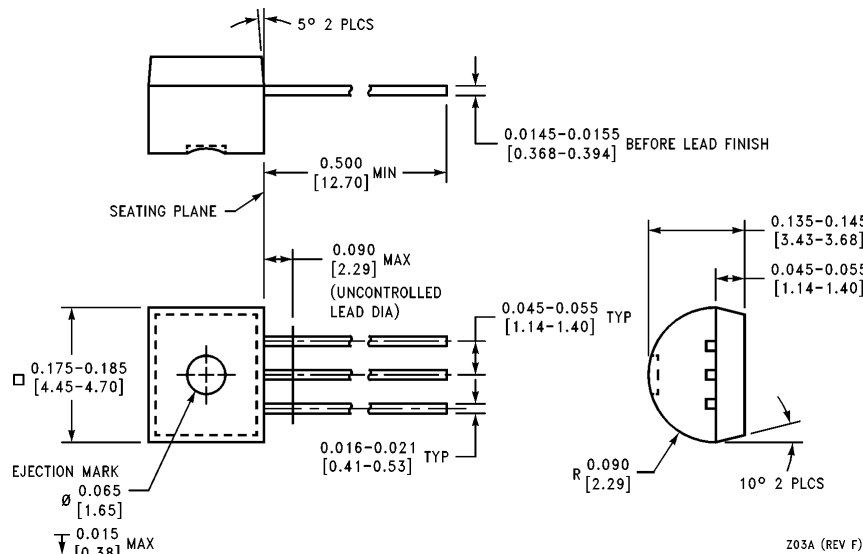 5° 2 PLCS
0.0145-0.0155
[0.368-0.394] BEFORE LEAD FINISH
0.500
[12.70] MIN
SEATING PLANE
0.090
[2.29] MAX
(UNCONTROLLED
LEAD DIA)
0.135-0.145
[3.43-3.68]
0.045-0.055
[1.14-1.40]
0.045-0.055
[1.14-1.40] TYP
□ 0.175-0.185
[4.45-4.70]
0.016-0.021
[0.41-0.53] TYP
EJECTION MARK
Ø 0.065
[1.65]
0.015
[0.38] MAX
R 0.090
[2.29]
10° 2 PLCS
Z03A (REV F)